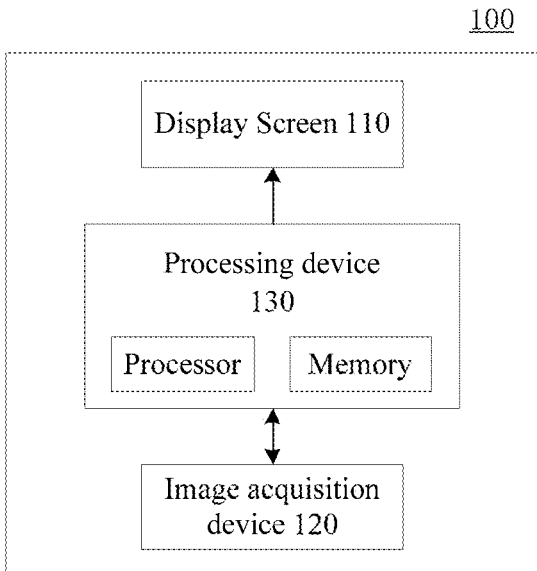 100
Display Screen 110
Processing device
130
Processor
Memory
Image acquisition
device 120